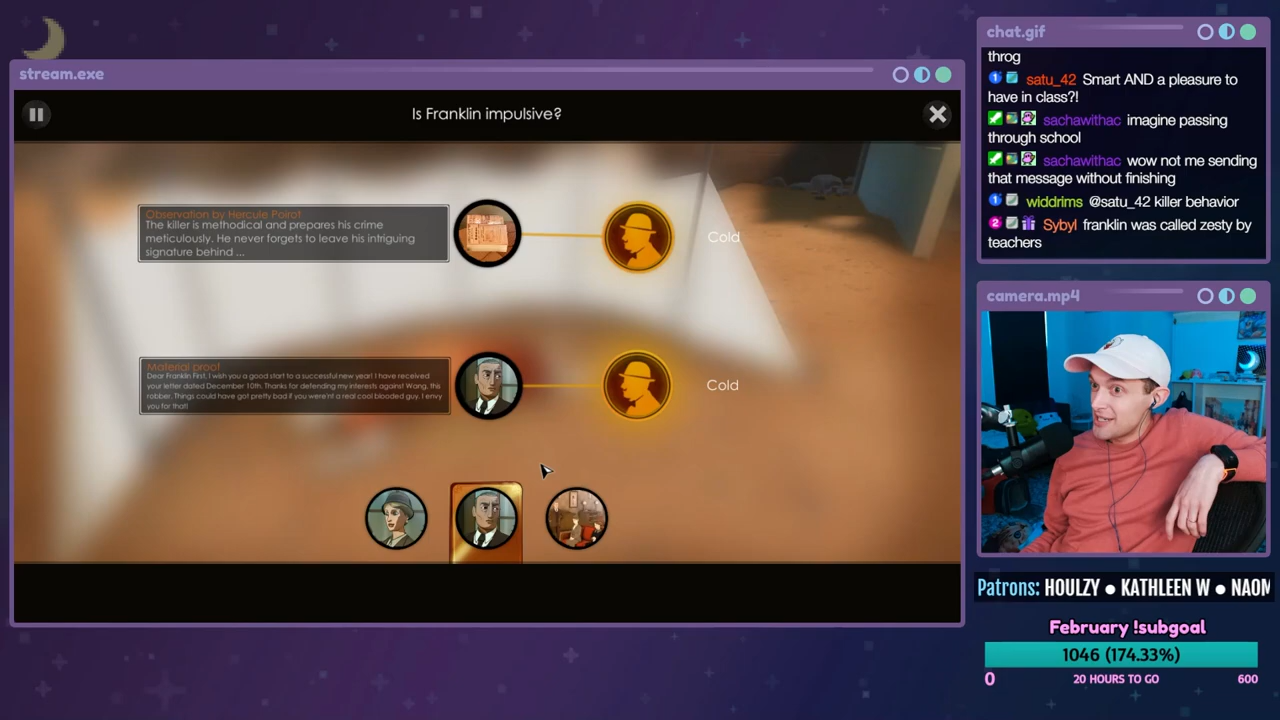 stream.exe
Is Franklin impulsive?
Observation by Hercule Poirot
The killer is methodical and prepares his crime
meticulously. He never forgets to leave his intriguing
signature behind ...
Cold
Material proof
Dear Franklin First, I wish you a good start to a successful new year! I have received
your letter dated December 10th. Thanks for defending my interests against Wang, this
robber. Things could have got pretty bad if you weren't a real cool blooded guy. I envy
you for that!
Cold
chat.gif
throg
satu_42 Smart AND a pleasure to
have in class?!
sachawithac imagine passing
through school
sachawithac wow not me sending
that message without finishing
widdrims @satu_42 killer behavior
Sybyl franklin was called zesty by
teachers
camera.mp4
Patrons: HOULZY ● KATHLEEN W ● NAOM
February !subgoal
1046 (174.33%)
0
20 HOURS TO GO
600